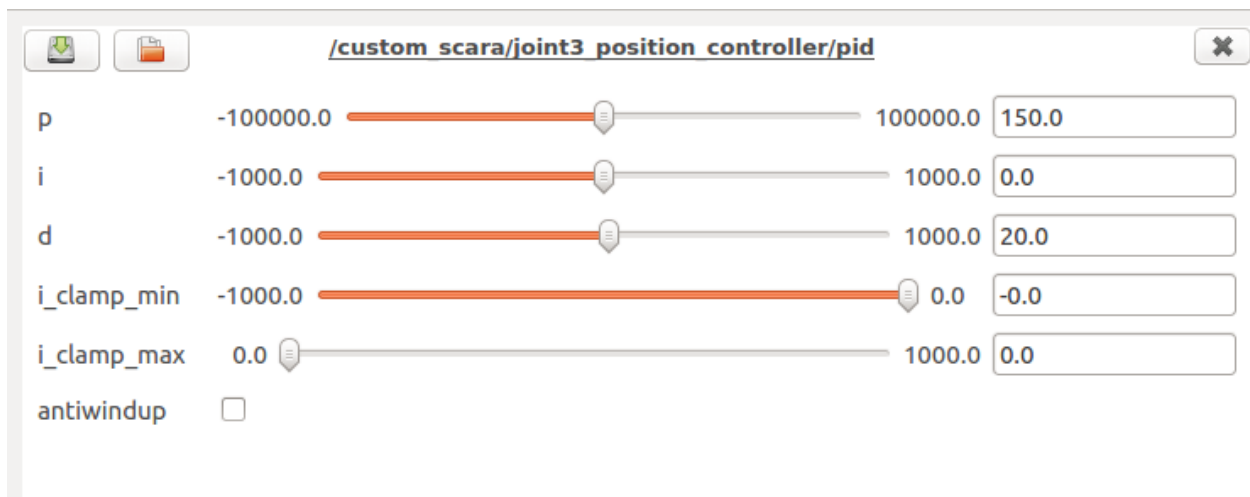 /custom_scara/joint3_position_controller/pid
p -100000.0 100000.0 150.0
i -1000.0 1000.0 0.0
d -1000.0 1000.0 20.0
i_clamp_min -1000.0 0.0 -0.0
i_clamp_max 0.0 1000.0 0.0
antiwindup